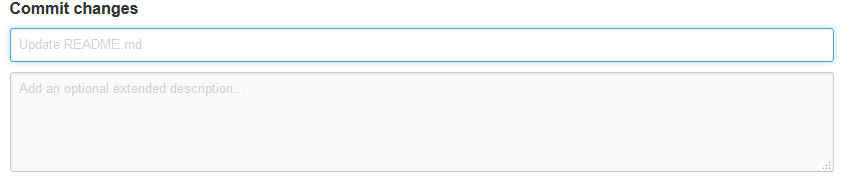 Commit changes
Update README.md
Add an optional extended description...